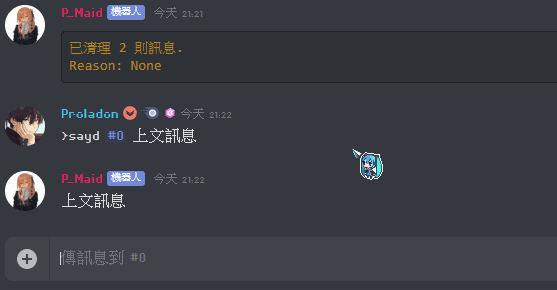 P_Maid 機器人 今天 21:21
已清理 2 則訊息.
Reason: None
Proladon 今天 21:22
>sayd #0 上文訊息
P_Maid 機器人 今天 21:22
上文訊息
傳訊息到 #0